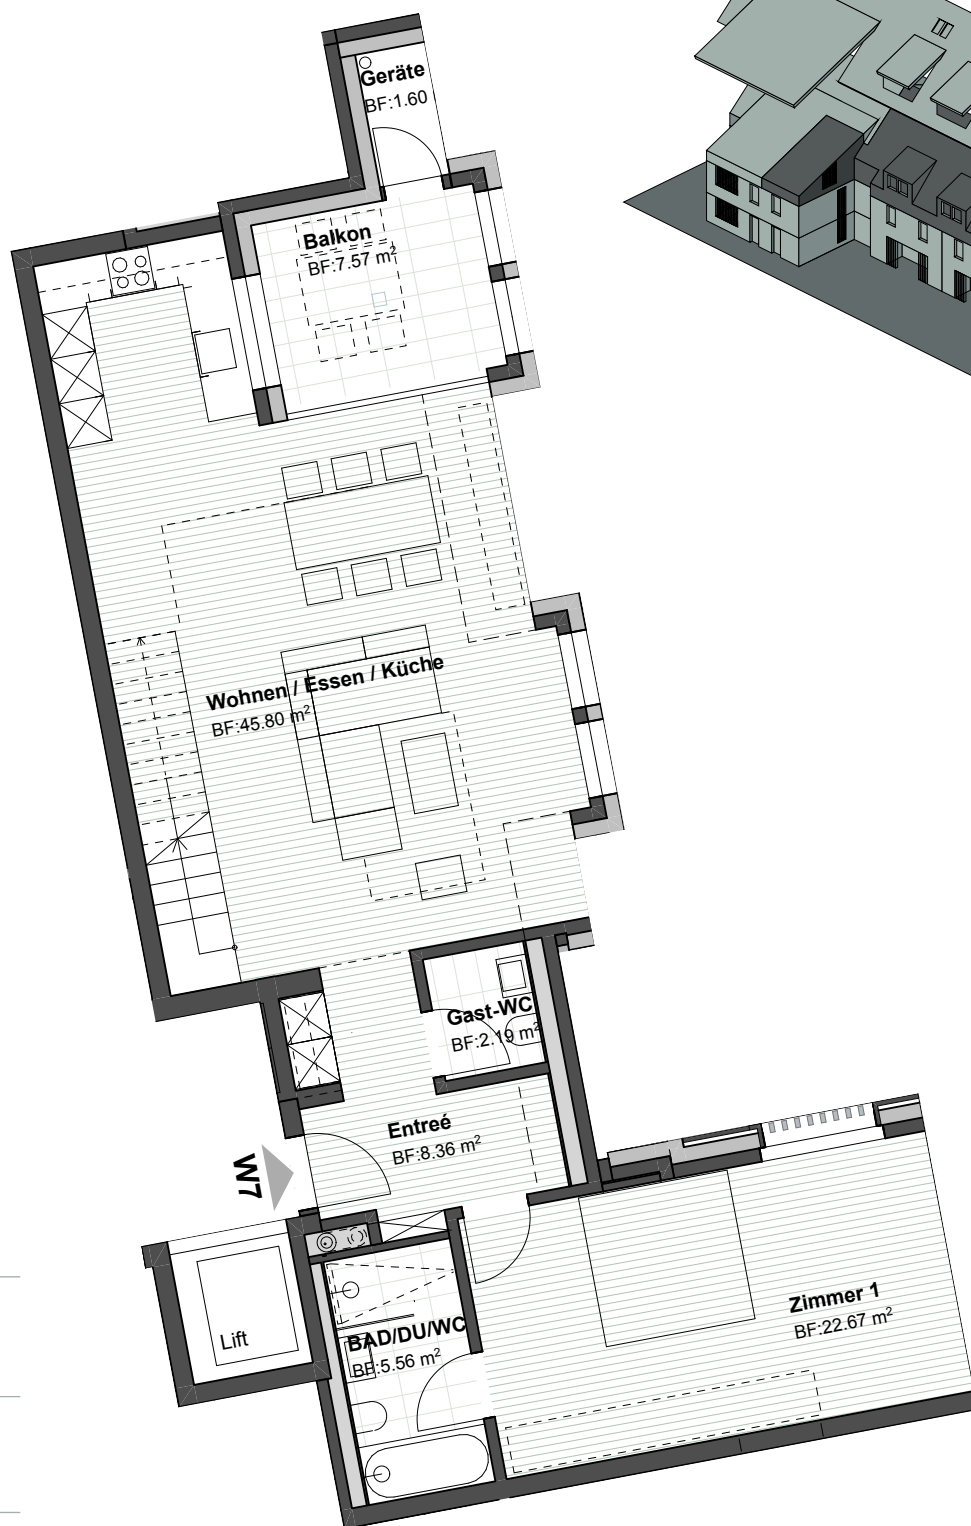 Geräte
BF:1.60
Balkon
BF:7.57 m²
Wohnen / Essen / Küche
BF:45.80 m²
Gast-WC
BF:2.19 m²
Entreé
BF:8.36 m²
W7
Zimmer 1
BF:22.67 m²
Lift
BAD/DU/WC
BF:5.56 m²